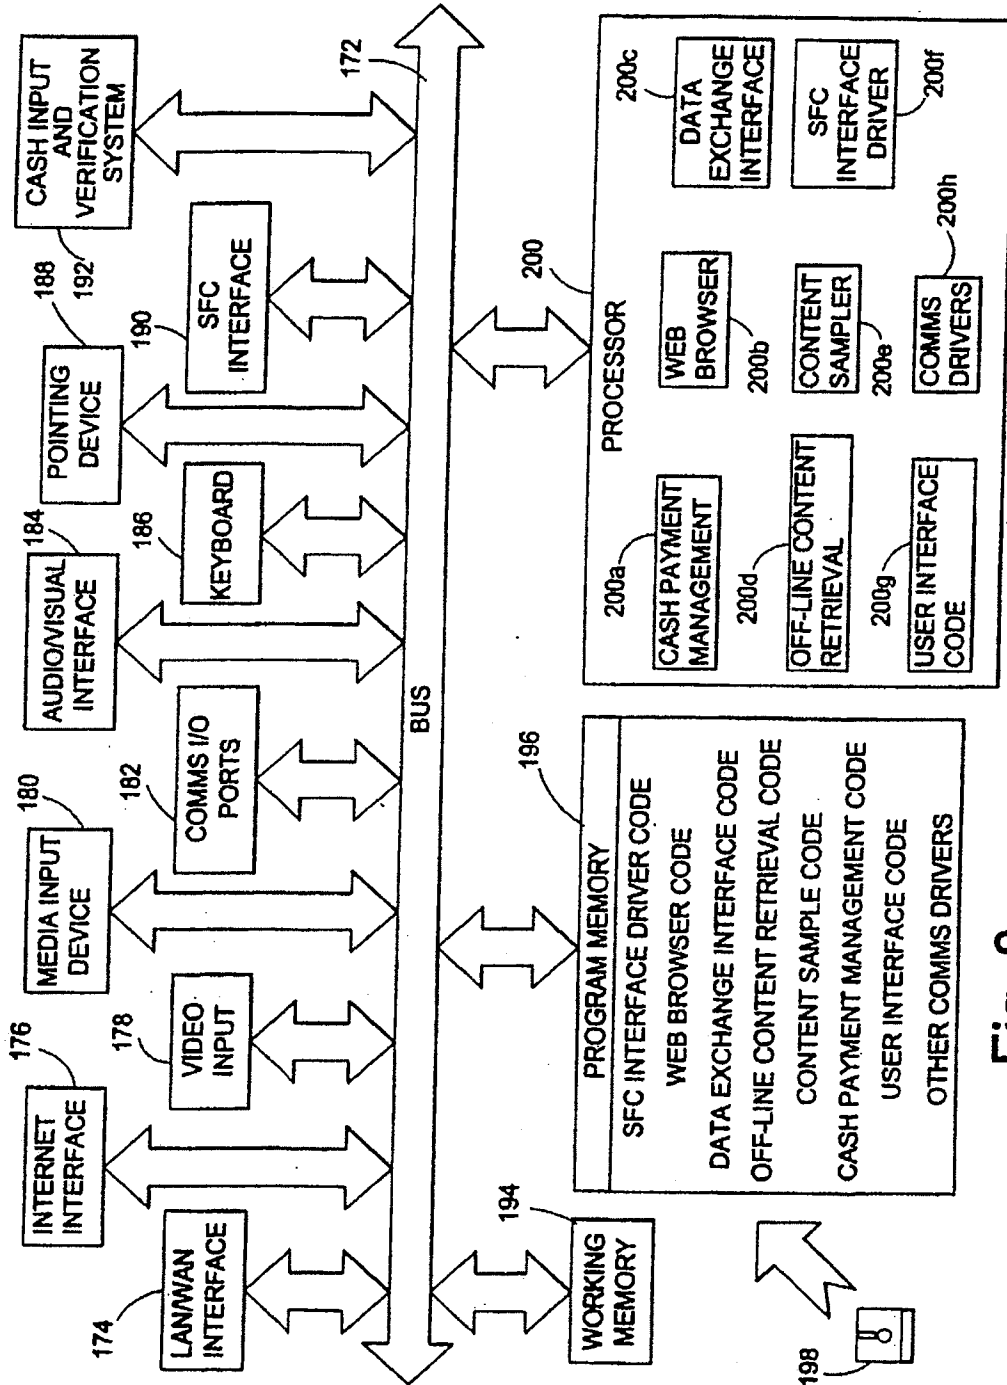 176
INTERNET
INTERFACE
180
MEDIA INPUT
DEVICE
184
AUDIO/VISUAL
INTERFACE
188
POINTING
DEVICE
192
CASH INPUT
AND
VERIFICATION
SYSTEM
174
LAN/WAN
INTERFACE
178
VIDEO
INPUT
182
COMMS I/O
PORTS
186
KEYBOARD
190
SFC
INTERFACE
BUS
172
194
WORKING
MEMORY
196
PROGRAM MEMORY
SFC INTERFACE DRIVER CODE
WEB BROWSER CODE
DATA EXCHANGE INTERFACE CODE
OFF-LINE CONTENT RETRIEVAL CODE
CONTENT SAMPLE CODE
CASH PAYMENT MANAGEMENT CODE
USER INTERFACE CODE
OTHER COMMS DRIVERS
198
200
PROCESSOR
200a
CASH PAYMENT
MANAGEMENT
WEB
BROWSER
200b
200c
DATA
EXCHANGE
INTERFACE
200d
OFF-LINE CONTENT
RETRIEVAL
CONTENT
SAMPLER
200e
SFC
INTERFACE
DRIVER
200f
200g
USER INTERFACE
CODE
COMMS
DRIVERS
200h